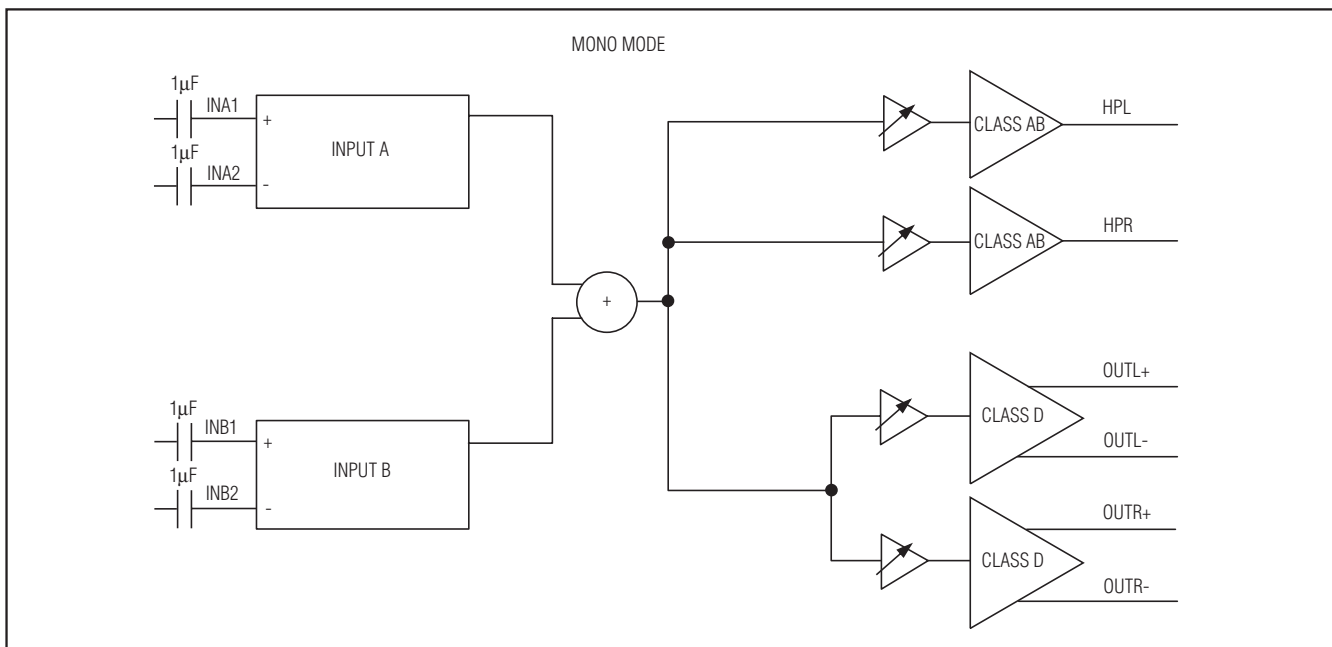 MONO MODE
1μF
INA1
+
1μF
INA2
-
INPUT A
1μF
INB1
+
1μF
INB2
-
INPUT B
+
CLASS AB
HPL
CLASS AB
HPR
CLASS D
OUTL+
OUTL-
CLASS D
OUTR+
OUTR-